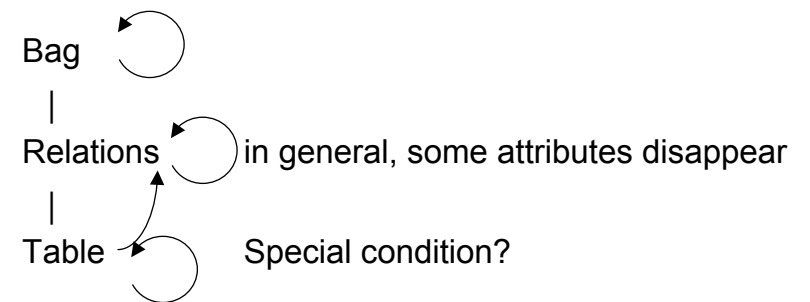 Bag
Relations in general, some attributes disappear
Table Special condition?